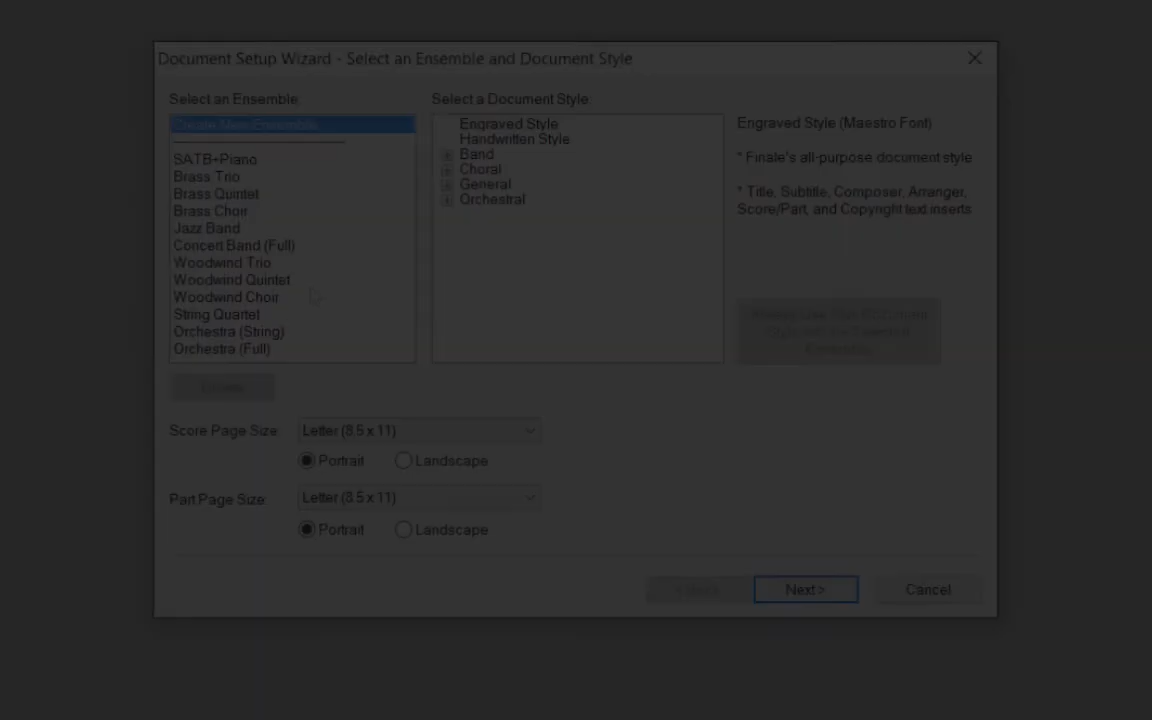 Document Setup Wizard - Select an Ensemble and Document Style
Select an Ensemble:
Create New Ensemble
SATB+Piano
Brass Trio
Brass Quintet
Brass Choir
Jazz Band
Concert Band (Full)
Woodwind Trio
Woodwind Quintet
Woodwind Choir
String Quartet
Orchestra (String)
Orchestra (Full)
Select a Document Style:
Engraved Style
Handwritten Style
Band
Choral
General
Orchestral
Engraved Style (Maestro Font)
* Finale's all-purpose document style
* Title, Subtitle, Composer, Arranger,
Score/Part, and Copyright text inserts
Score Page Size:
Letter (8.5 x 11)
Portrait
Landscape
Part Page Size:
Letter (8.5 x 11)
Portrait
Landscape
Next >
Cancel